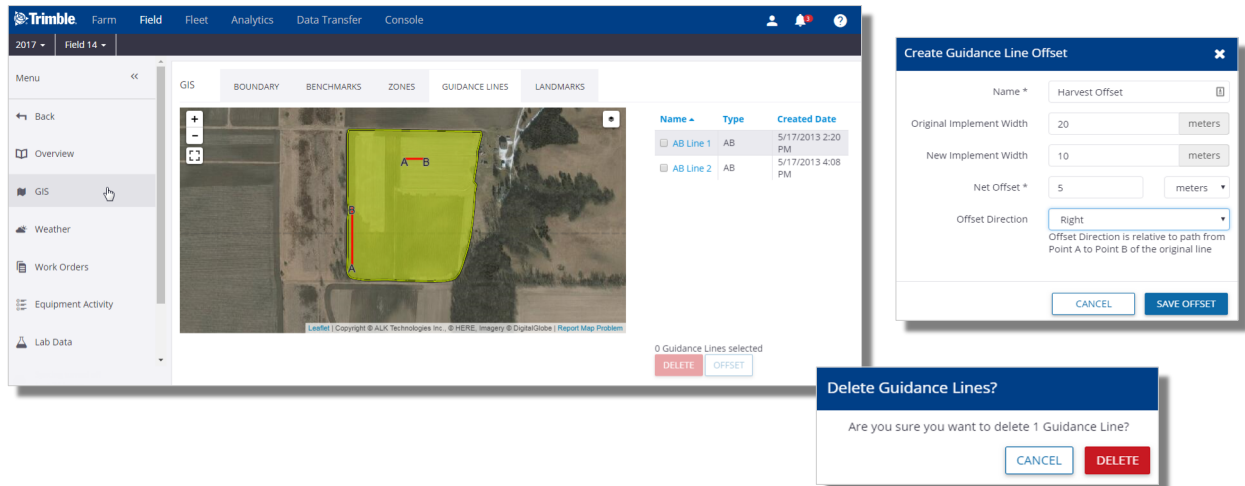 Trimble. Farm Field Fleet Analytics Data Transfer Console 3 ?
2017 Field 14
Menu
Back
Overview
GIS
Weather
Work Orders
Equipment Activity
Lab Data
GIS BOUNDARY BENCHMARKS ZONES GUIDANCE LINES LANDMARKS
+
−
A B
B
A
Leaflet | Copyright © ALK Technologies Inc., © HERE, Imagery © DigitalGlobe | Report Map Problem
Name Type Created Date
AB Line 1 AB 5/17/2013 2:20
PM
AB Line 2 AB 5/17/2013 4:08
PM
0 Guidance Lines selected
DELETE OFFSET
Create Guidance Line Offset
Name * Harvest Offset
Original Implement Width 20 meters
New Implement Width 10 meters
Net Offset * 5 meters
Offset Direction Right
Offset Direction is relative to path from
Point A to Point B of the original line
CANCEL SAVE OFFSET
Delete Guidance Lines?
Are you sure you want to delete 1 Guidance Line?
CANCEL DELETE